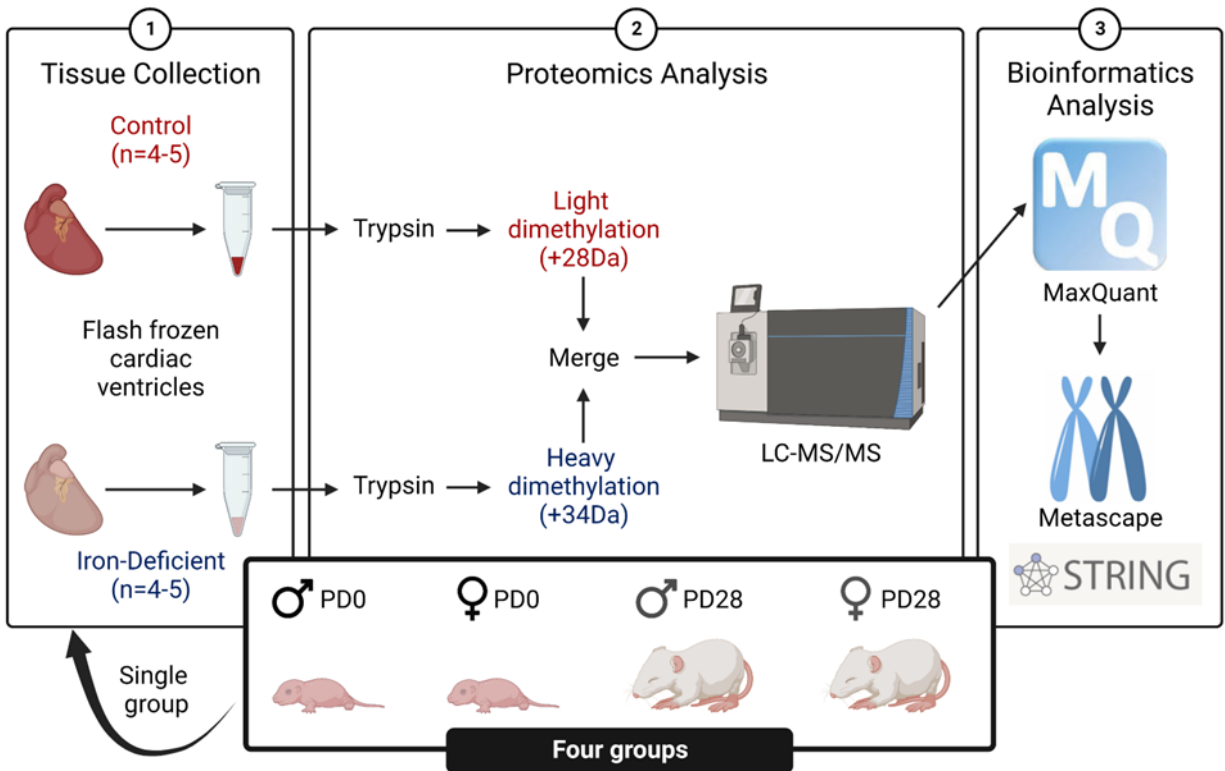 1
Tissue Collection
Control
(n=4-5)
Flash frozen
cardiac
ventricles
Iron-Deficient
(n=4-5)
2
Proteomics Analysis
Trypsin
Light
dimethylation
(+28Da)
Merge
Trypsin
Heavy
dimethylation
(+34Da)
LC-MS/MS
3
Bioinformatics
Analysis
M
Q
MaxQuant
Metascape
STRING
Single
group
♂ PD0
♀ PD0
♂ PD28
♀ PD28
Four groups